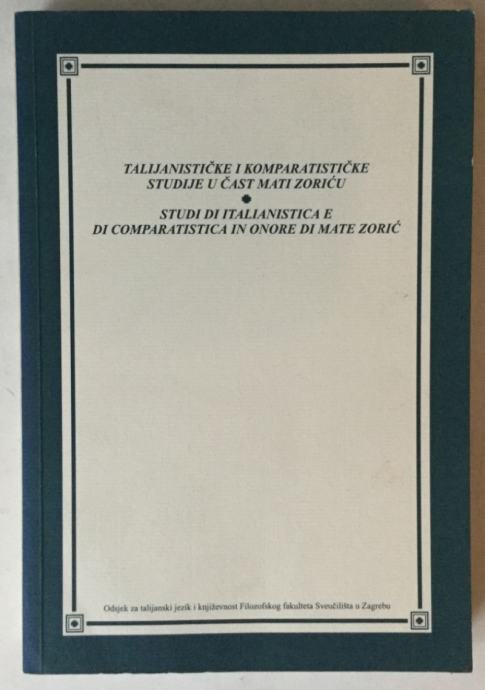 TALIJANISTIČKE I KOMPARATISTIČKE
STUDIJE U ČAST MATI ZORIĆU
STUDI DI ITALIANISTICA E
DI COMPARATISTICA IN ONORE DI MATE ZORIĆ
Odsjek za talijanski jezik i književnost Filozofskog fakulteta Sveučilišta u Zagrebu